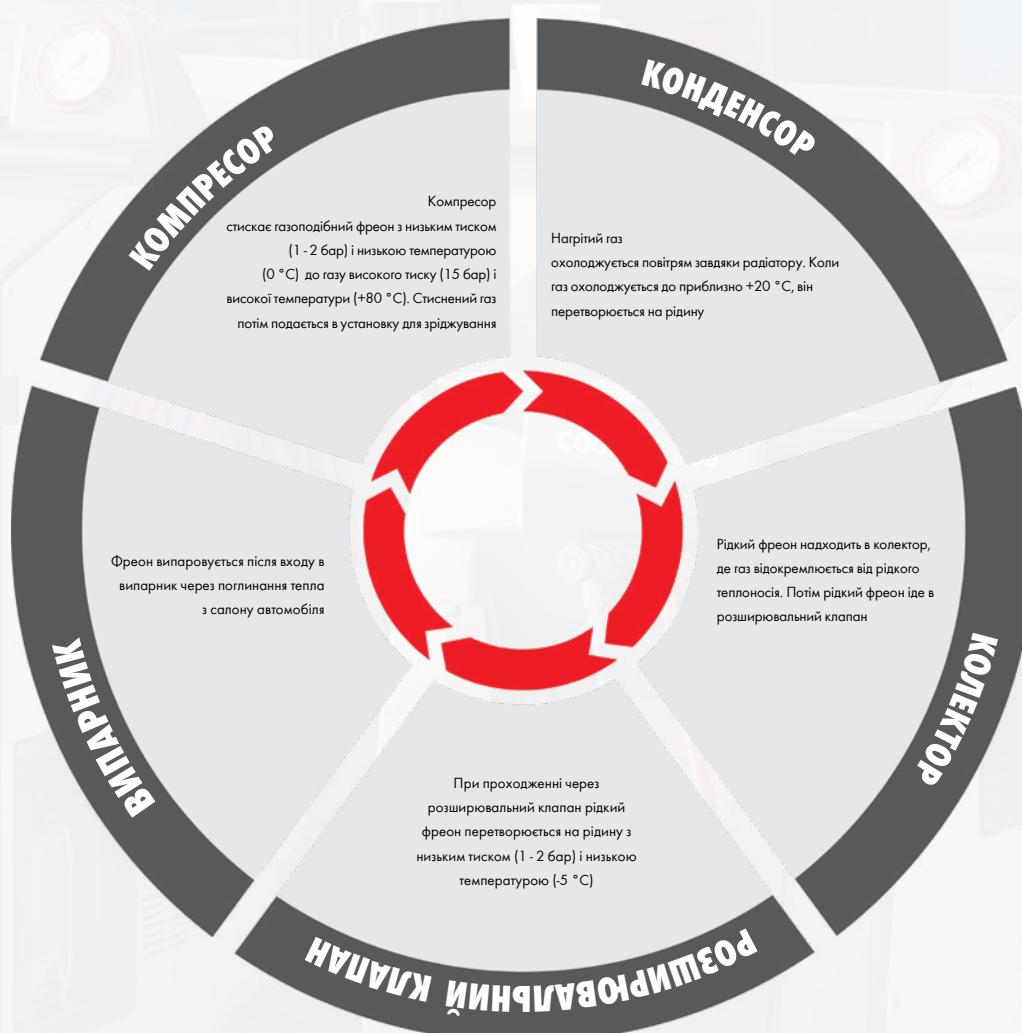 КОМПРЕСОР
Компресор
стискає газоподібний фреон з низьким тиском
(1 - 2 бар) і низькою температурою
(0 °C) до газу високого тиску (15 бар) і
високої температури (+80 °C). Стиснений газ
потім подається в установку для зріджування
КОНДЕНСОР
Нагрітий газ
охолоджується повітрям завдяки радіатору. Коли
газ охолоджується до приблизно +20 °C, він
перетворюється на рідину
КОЛЕКТОР
Рідкий фреон надходить в колектор,
де газ відокремлюється від рідкого
теплоносія. Потім рідкий фреон іде в
розширювальний клапан
РОЗШИРЮВАЛЬНИЙ КЛАПАН
При проходженні через
розширювальний клапан рідкий
фреон перетворюється на рідину з
низьким тиском (1 - 2 бар) і низькою
температурою (-5 °C)
ВИПАРНИК
Фреон випаровується після входу в
випарник через поглинання тепла
з салону автомобіля